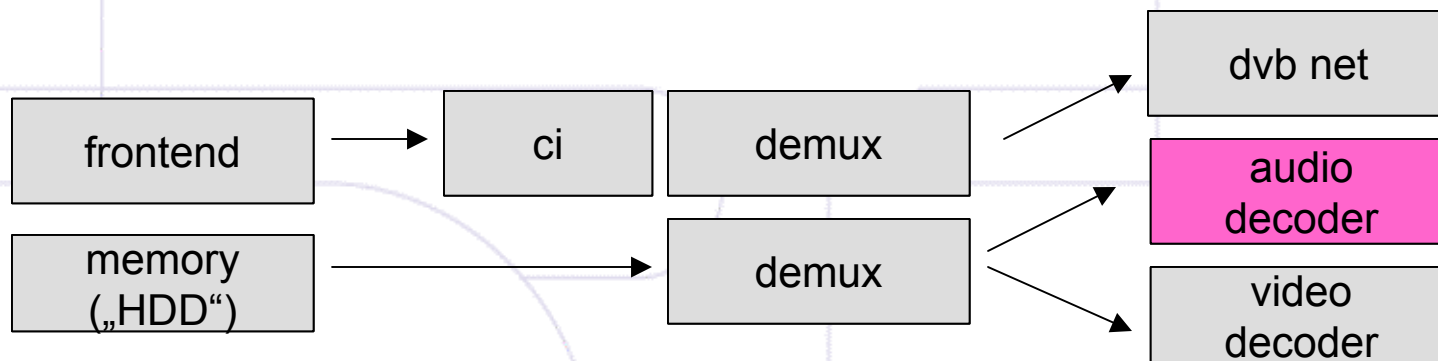 frontend
ci
demux
dvb net
audio
decoder
memory
(„HDD“)
demux
video
decoder